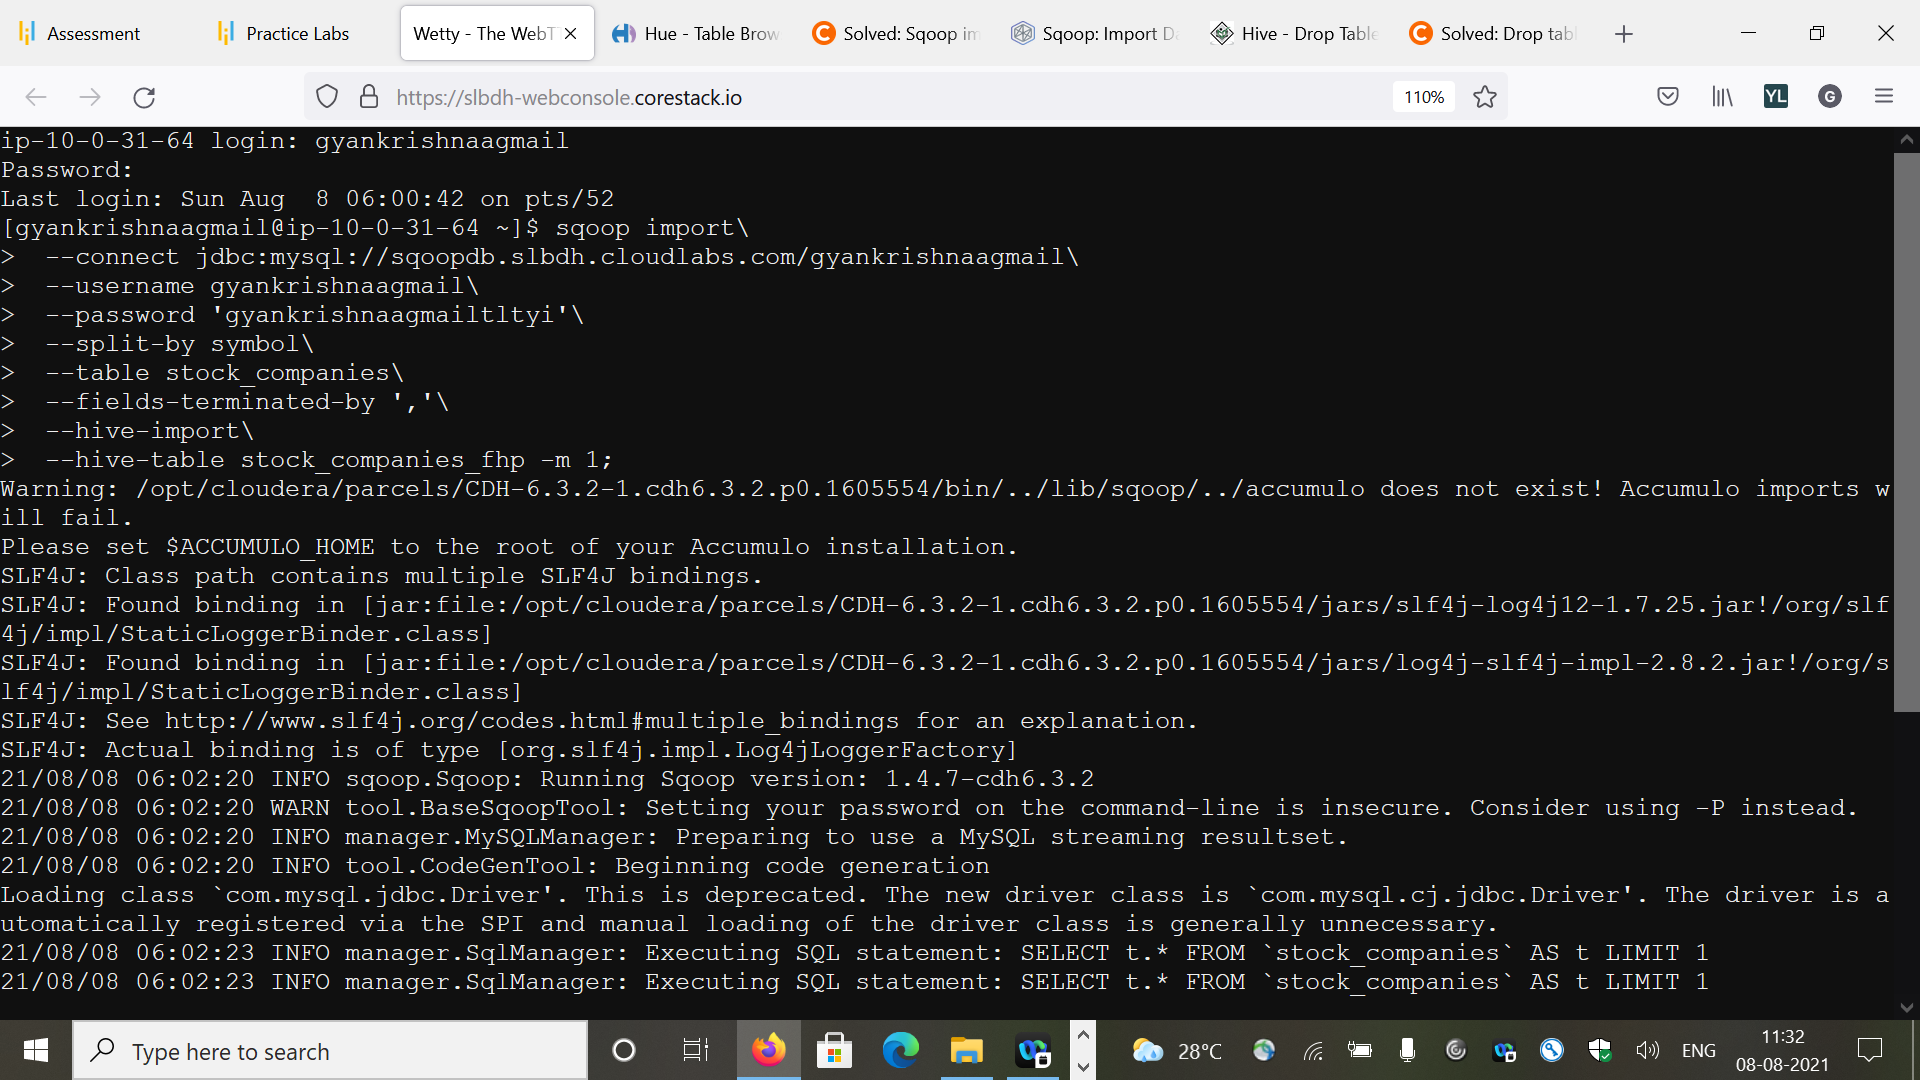 Assessment
Practice Labs
Wetty - The WebT
Hue - Table Brow
Solved: Sqoop im
Sqoop: Import Da
Hive - Drop Table
Solved: Drop tabl
https://slbdh-webconsole.corestack.io
110%
YL
G
ip-10-0-31-64 login: gyankrishnaagmail
Password:
Last login: Sun Aug  8 06:00:42 on pts/52
[gyankrishnaagmail@ip-10-0-31-64 ~]$ sqoop import\
>  --connect jdbc:mysql://sqoopdb.slbdh.cloudlabs.com/gyankrishnaagmail\
>  --username gyankrishnaagmail\
>  --password 'gyankrishnaagmailtltyi'\
>  --split-by symbol\
>  --table stock_companies\
>  --fields-terminated-by ','\
>  --hive-import\
>  --hive-table stock_companies_fhp -m 1;
Warning: /opt/cloudera/parcels/CDH-6.3.2-1.cdh6.3.2.p0.1605554/bin/../lib/sqoop/../accumulo does not exist! Accumulo imports w
ill fail.
Please set $ACCUMULO_HOME to the root of your Accumulo installation.
SLF4J: Class path contains multiple SLF4J bindings.
SLF4J: Found binding in [jar:file:/opt/cloudera/parcels/CDH-6.3.2-1.cdh6.3.2.p0.1605554/jars/slf4j-log4j12-1.7.25.jar!/org/slf
4j/impl/StaticLoggerBinder.class]
SLF4J: Found binding in [jar:file:/opt/cloudera/parcels/CDH-6.3.2-1.cdh6.3.2.p0.1605554/jars/log4j-slf4j-impl-2.8.2.jar!/org/s
lf4j/impl/StaticLoggerBinder.class]
SLF4J: See http://www.slf4j.org/codes.html#multiple_bindings for an explanation.
SLF4J: Actual binding is of type [org.slf4j.impl.Log4jLoggerFactory]
21/08/08 06:02:20 INFO sqoop.Sqoop: Running Sqoop version: 1.4.7-cdh6.3.2
21/08/08 06:02:20 WARN tool.BaseSqoopTool: Setting your password on the command-line is insecure. Consider using -P instead.
21/08/08 06:02:20 INFO manager.MySQLManager: Preparing to use a MySQL streaming resultset.
21/08/08 06:02:20 INFO tool.CodeGenTool: Beginning code generation
Loading class `com.mysql.jdbc.Driver'. This is deprecated. The new driver class is `com.mysql.cj.jdbc.Driver'. The driver is a
utomatically registered via the SPI and manual loading of the driver class is generally unnecessary.
21/08/08 06:02:23 INFO manager.SqlManager: Executing SQL statement: SELECT t.* FROM `stock_companies` AS t LIMIT 1
21/08/08 06:02:23 INFO manager.SqlManager: Executing SQL statement: SELECT t.* FROM `stock_companies` AS t LIMIT 1
Type here to search
28°C
ENG
11:32
08-08-2021